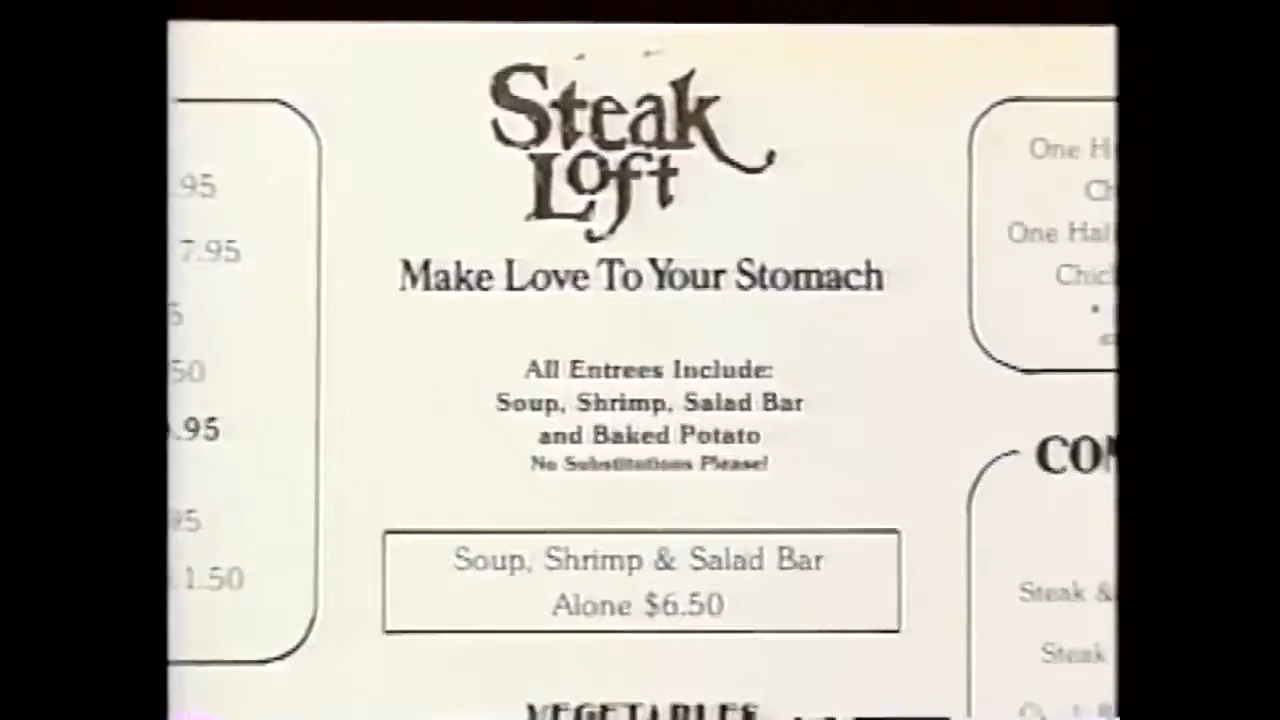 Steak
Loft
Make Love To Your Stomach
All Entrees Include:
Soup, Shrimp, Salad Bar
and Baked Potato
No Substitutions Please!
Soup, Shrimp & Salad Bar
Alone $6.50
VEGETABLES
.95
7.95
50
.95
95
1.50
One H
Ch
One Hal
Chic
CO
Steak &
Steak